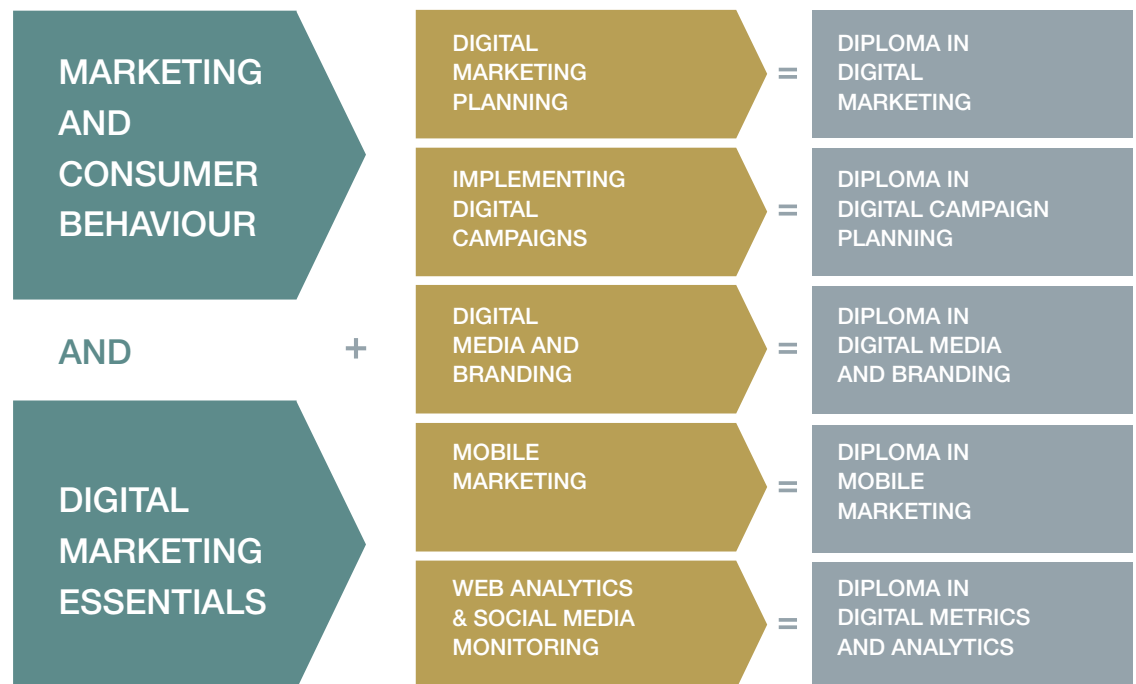 MARKETING
AND
CONSUMER
BEHAVIOUR
AND
DIGITAL
MARKETING
ESSENTIALS
+
DIGITAL
MARKETING
PLANNING
=
DIPLOMA IN
DIGITAL
MARKETING
IMPLEMENTING
DIGITAL
CAMPAIGNS
=
DIPLOMA IN
DIGITAL CAMPAIGN
PLANNING
DIGITAL
MEDIA AND
BRANDING
=
DIPLOMA IN
DIGITAL MEDIA
AND BRANDING
MOBILE
MARKETING
=
DIPLOMA IN
MOBILE
MARKETING
WEB ANALYTICS
& SOCIAL MEDIA
MONITORING
=
DIPLOMA IN
DIGITAL METRICS
AND ANALYTICS